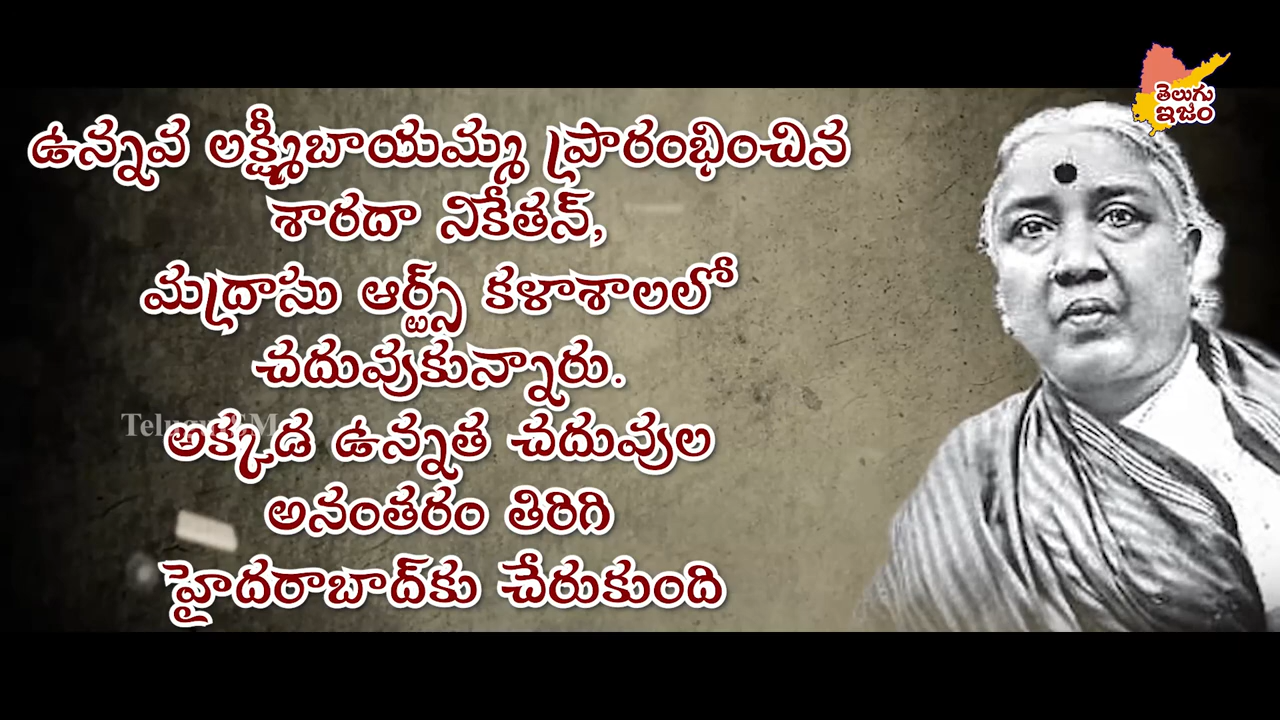 తెలుగు
ఇజం
ఉన్నవ లక్ష్మీబాయమ్మ ప్రారంభించిన
శారదా నికేతన్,
మద్రాసు ఆర్ట్స్ కళాశాలలో
చదువుకున్నారు.
అక్కడ ఉన్నత చదువుల
అనంతరం తిరిగి
హైదరాబాద్‌కు చేరుకుంది